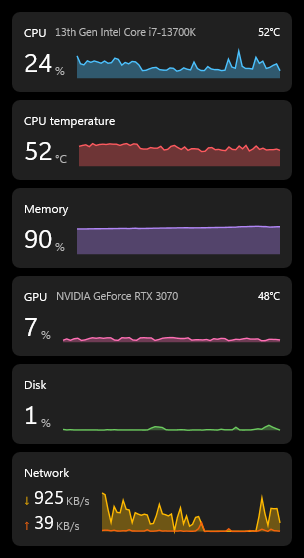 CPU 13th Gen Intel Core i7-13700K 52°C
24 %
CPU temperature
52 °C
Memory
90 %
GPU NVIDIA GeForce RTX 3070 48°C
7 %
Disk
1 %
Network
↓ 925 KB/s
↑ 39 KB/s